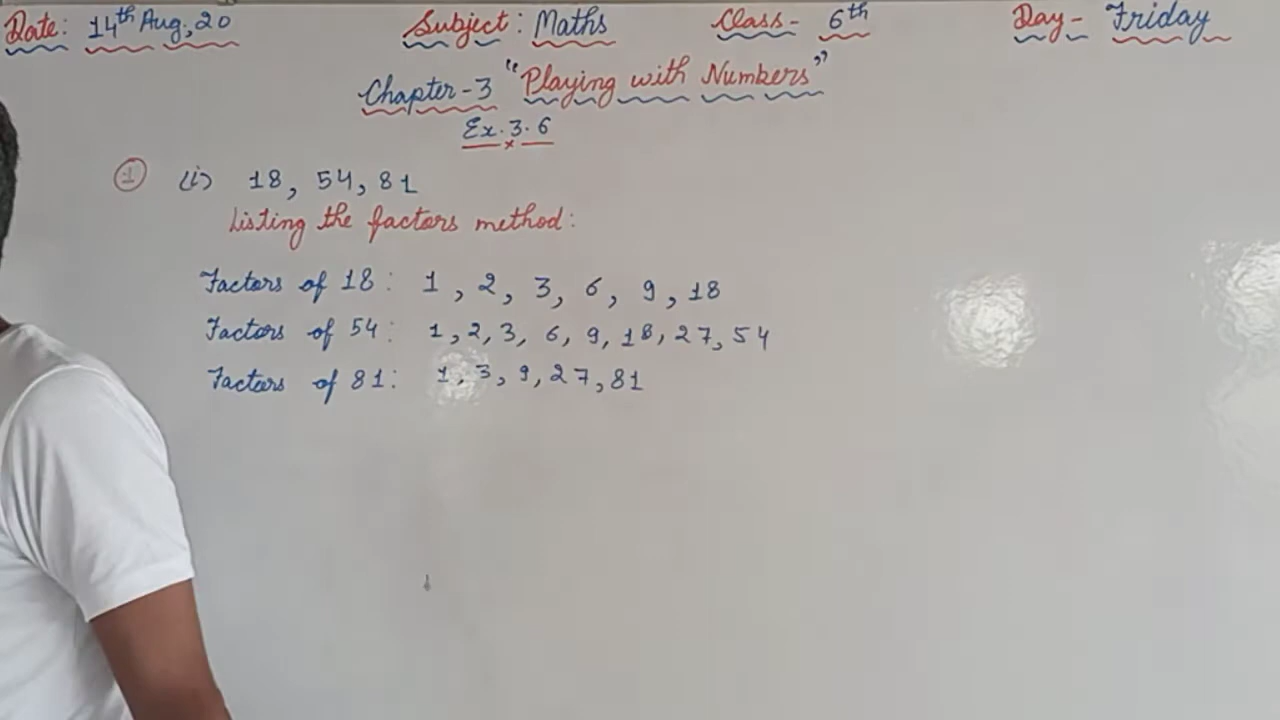 Date: 14th Aug, 20 Subject: Maths Class- 6th Day- Friday
Chapter-3 "Playing with Numbers"
Ex. 3.6
1 (i) 18, 54, 81
Listing the factors method:
Factors of 18: 1, 2, 3, 6, 9, 18
Factors of 54: 1, 2, 3, 6, 9, 18, 27, 54
Factors of 81: 1, 3, 9, 27, 81